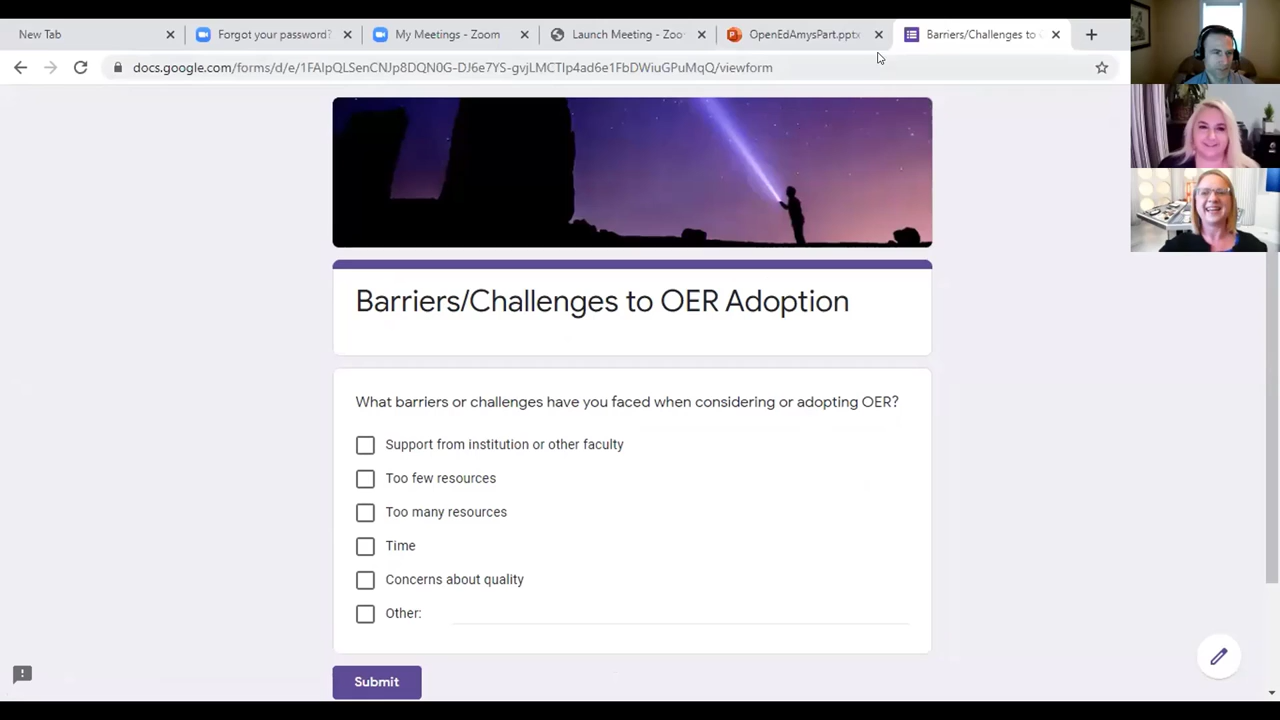 New Tab
Forgot your password?
My Meetings - Zoom
Launch Meeting - Zoo
OpenEdAmysPart.pptx
Barriers/Challenges to
docs.google.com/forms/d/e/1FAIpQLSenCNJp8DQN0G-DJ6e7YS-gvjLMCTIp4ad6e1FbDWiuGPuMqQ/viewform
Barriers/Challenges to OER Adoption
What barriers or challenges have you faced when considering or adopting OER?
Support from institution or other faculty
Too few resources
Too many resources
Time
Concerns about quality
Other:
Submit